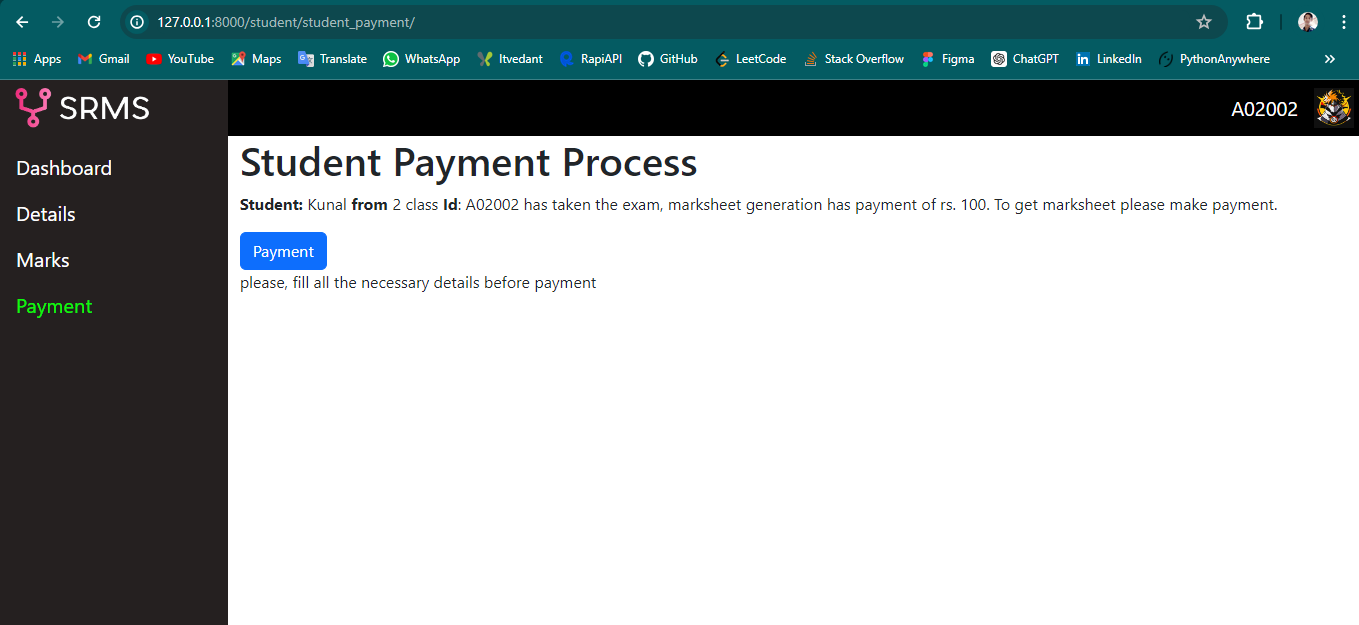 127.0.0.1:8000/student/student_payment/
Apps Gmail YouTube Maps Translate WhatsApp Itvedant RapiAPI GitHub LeetCode Stack Overflow Figma ChatGPT LinkedIn PythonAnywhere »
SRMS
A02002
Dashboard
Details
Marks
Payment
Student Payment Process
Student: Kunal from 2 class Id: A02002 has taken the exam, marksheet generation has payment of rs. 100. To get marksheet please make payment.
Payment
please, fill all the necessary details before payment